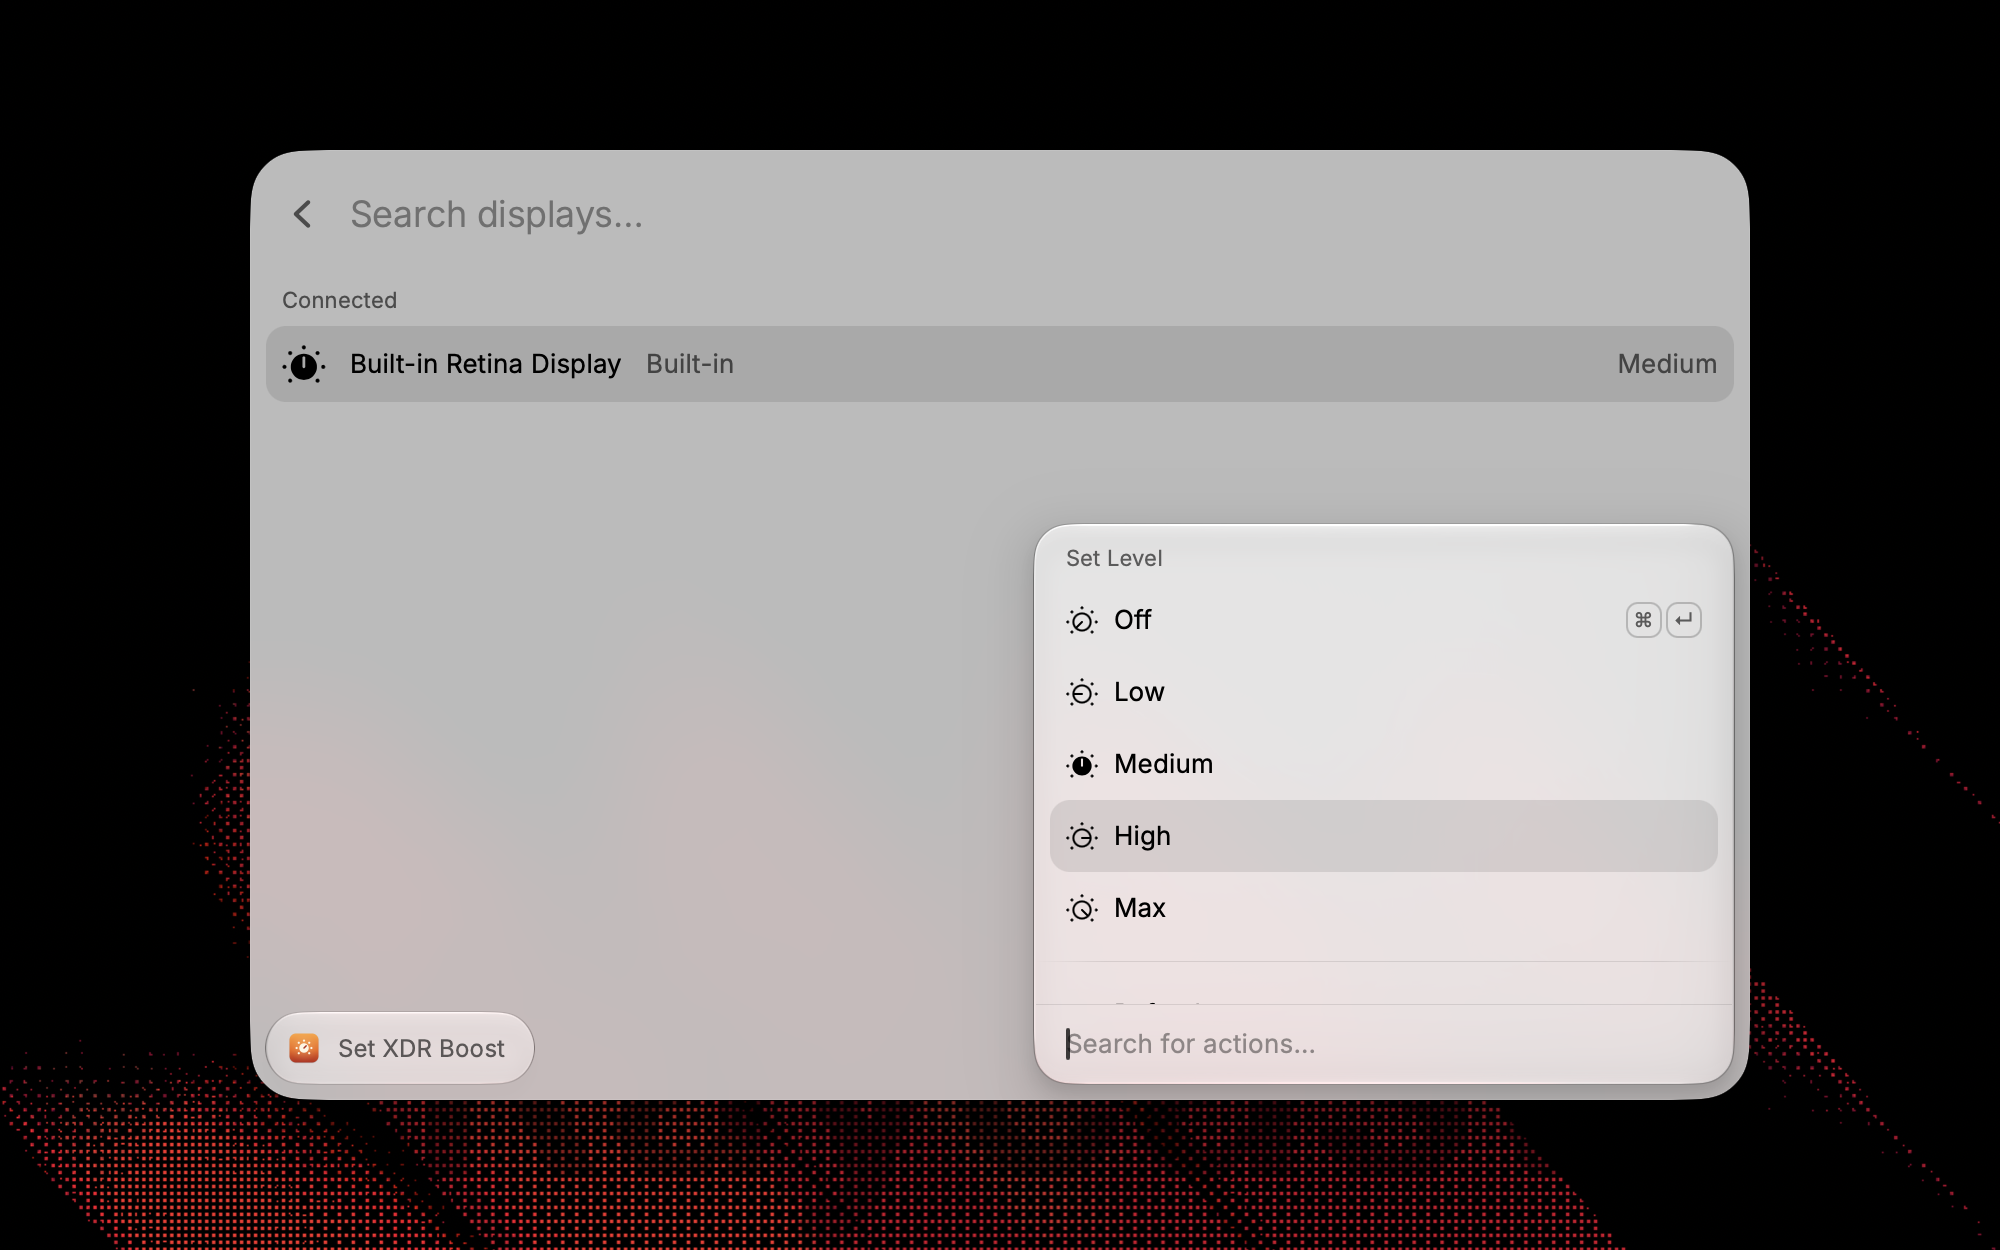 Search displays...
Connected
Built-in Retina Display Built-in Medium
Set Level
Off ⌘ ↵
Low
Medium
High
Max
Search for actions...
Set XDR Boost